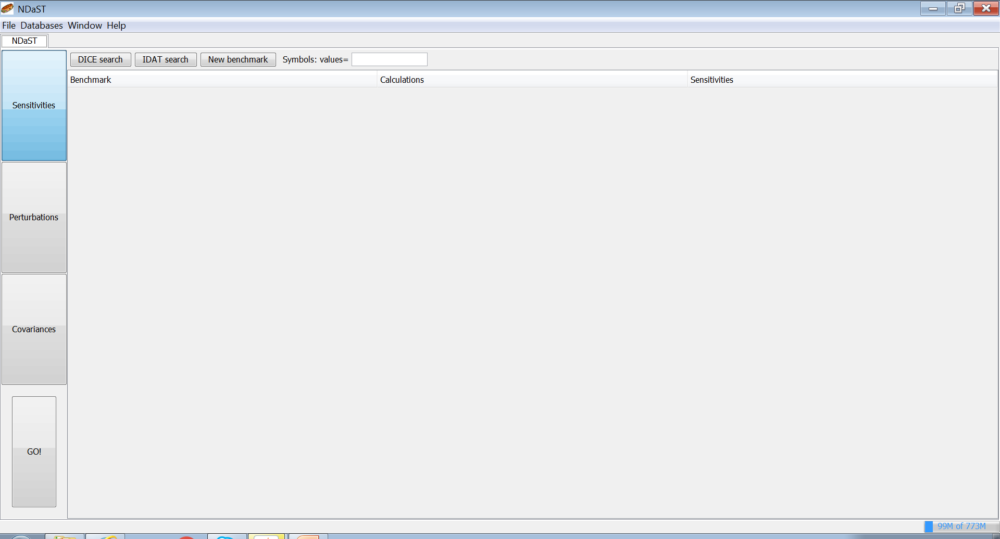 NDaST
File Databases Window Help
NDaST
DICE search IDAT search New benchmark Symbols: values=
Benchmark Calculations Sensitivities
Sensitivities
Perturbations
Covariances
GO!
99M of 773M